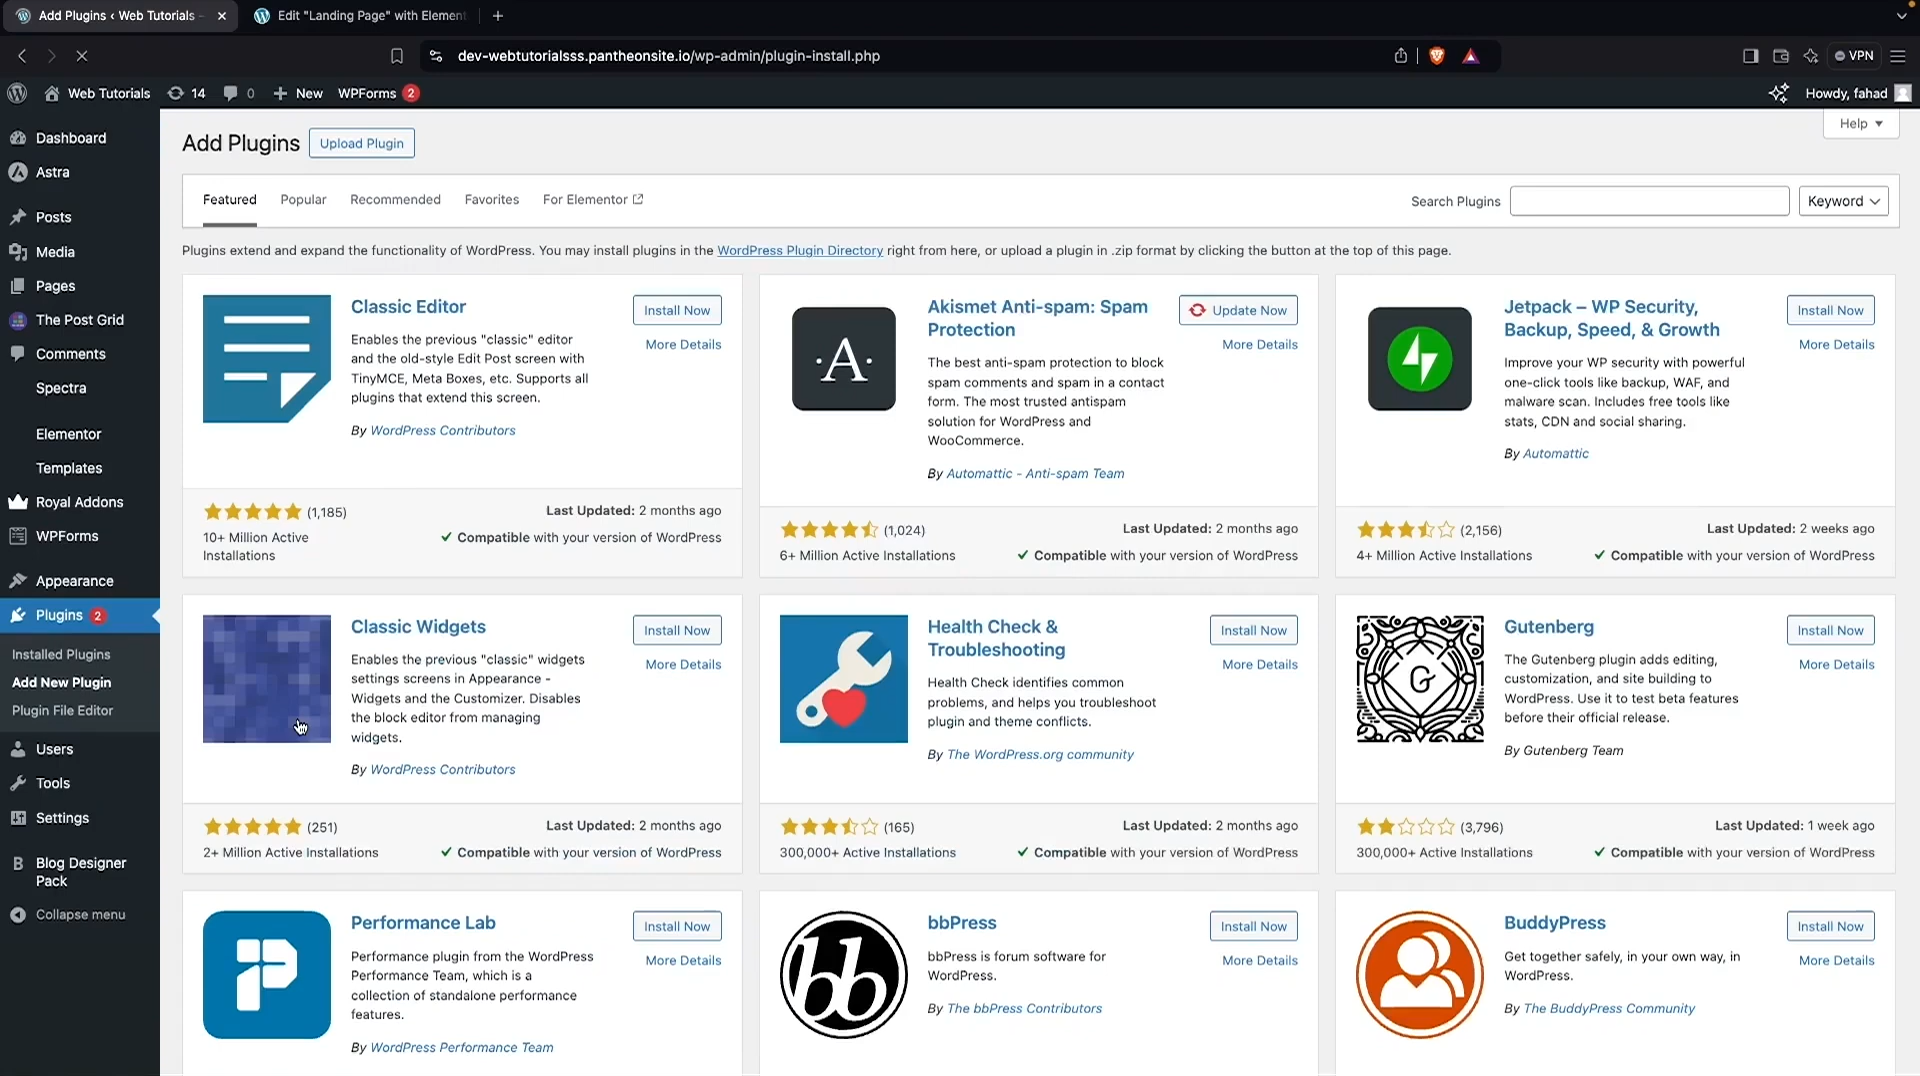 Add Plugins ‹ Web Tutorials –
Edit "Landing Page" with Element
dev-webtutorialsss.pantheonsite.io/wp-admin/plugin-install.php
VPN
Web Tutorials
14
0
New
WPForms 2
Howdy, fahad
Dashboard
Astra
Posts
Media
Pages
The Post Grid
Comments
Spectra
Elementor
Templates
Royal Addons
WPForms
Appearance
Plugins 2
Installed Plugins
Add New Plugin
Plugin File Editor
Users
Tools
Settings
Blog Designer
Pack
Collapse menu
Help
Add Plugins
Upload Plugin
Featured
Popular
Recommended
Favorites
For Elementor
Search Plugins
Keyword
Plugins extend and expand the functionality of WordPress. You may install plugins in the WordPress Plugin Directory right from here, or upload a plugin in .zip format by clicking the button at the top of this page.
Classic Editor
Install Now
More Details
Enables the previous "classic" editor
and the old-style Edit Post screen with
TinyMCE, Meta Boxes, etc. Supports all
plugins that extend this screen.
By WordPress Contributors
(1,185)
10+ Million Active
Installations
Last Updated: 2 months ago
Compatible with your version of WordPress
Akismet Anti-spam: Spam
Protection
Update Now
More Details
The best anti-spam protection to block
spam comments and spam in a contact
form. The most trusted antispam
solution for WordPress and
WooCommerce.
By Automattic - Anti-spam Team
(1,024)
6+ Million Active Installations
Last Updated: 2 months ago
Compatible with your version of WordPress
Jetpack – WP Security,
Backup, Speed, & Growth
Install Now
More Details
Improve your WP security with powerful
one-click tools like backup, WAF, and
malware scan. Includes free tools like
stats, CDN and social sharing.
By Automattic
(2,156)
4+ Million Active Installations
Last Updated: 2 weeks ago
Compatible with your version of WordPress
Classic Widgets
Install Now
More Details
Enables the previous "classic" widgets
settings screens in Appearance -
Widgets and the Customizer. Disables
the block editor from managing
widgets.
By WordPress Contributors
(251)
2+ Million Active Installations
Last Updated: 2 months ago
Compatible with your version of WordPress
Health Check &
Troubleshooting
Install Now
More Details
Health Check identifies common
problems, and helps you troubleshoot
plugin and theme conflicts.
By The WordPress.org community
(165)
300,000+ Active Installations
Last Updated: 2 months ago
Compatible with your version of WordPress
Gutenberg
Install Now
More Details
The Gutenberg plugin adds editing,
customization, and site building to
WordPress. Use it to test beta features
before their official release.
By Gutenberg Team
(3,796)
300,000+ Active Installations
Last Updated: 1 week ago
Compatible with your version of WordPress
Performance Lab
Install Now
More Details
Performance plugin from the WordPress
Performance Team, which is a
collection of standalone performance
features.
By WordPress Performance Team
bbPress
Install Now
More Details
bbPress is forum software for
WordPress.
By The bbPress Contributors
BuddyPress
Install Now
More Details
Get together safely, in your own way, in
WordPress.
By The BuddyPress Community